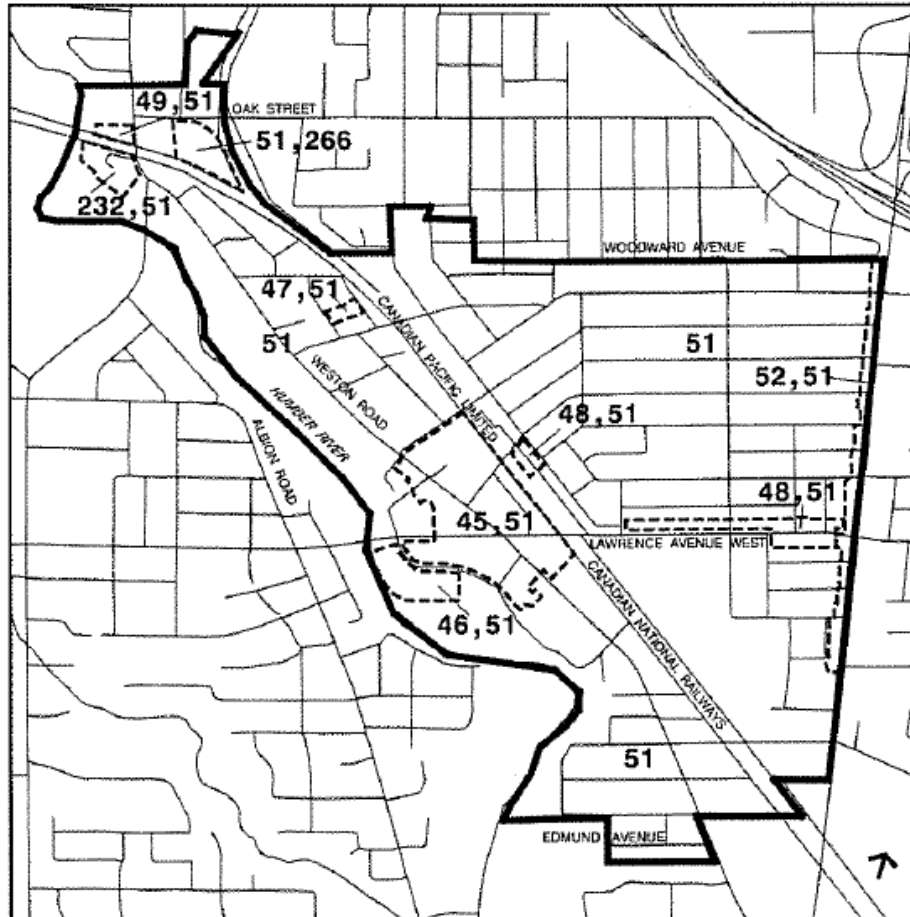 49,51
OAK STREET
51,266
232,51
WOODWARD AVENUE
47,51
CANADIAN PACIFIC LIMITED
51
51
WESTON ROAD
52,51
HUMBER RIVER
48,51
ALBION ROAD
48,51
45,51
LAWRENCE AVENUE WEST
CANADIAN NATIONAL RAILWAYS
46,51
51
EDMUND AVENUE